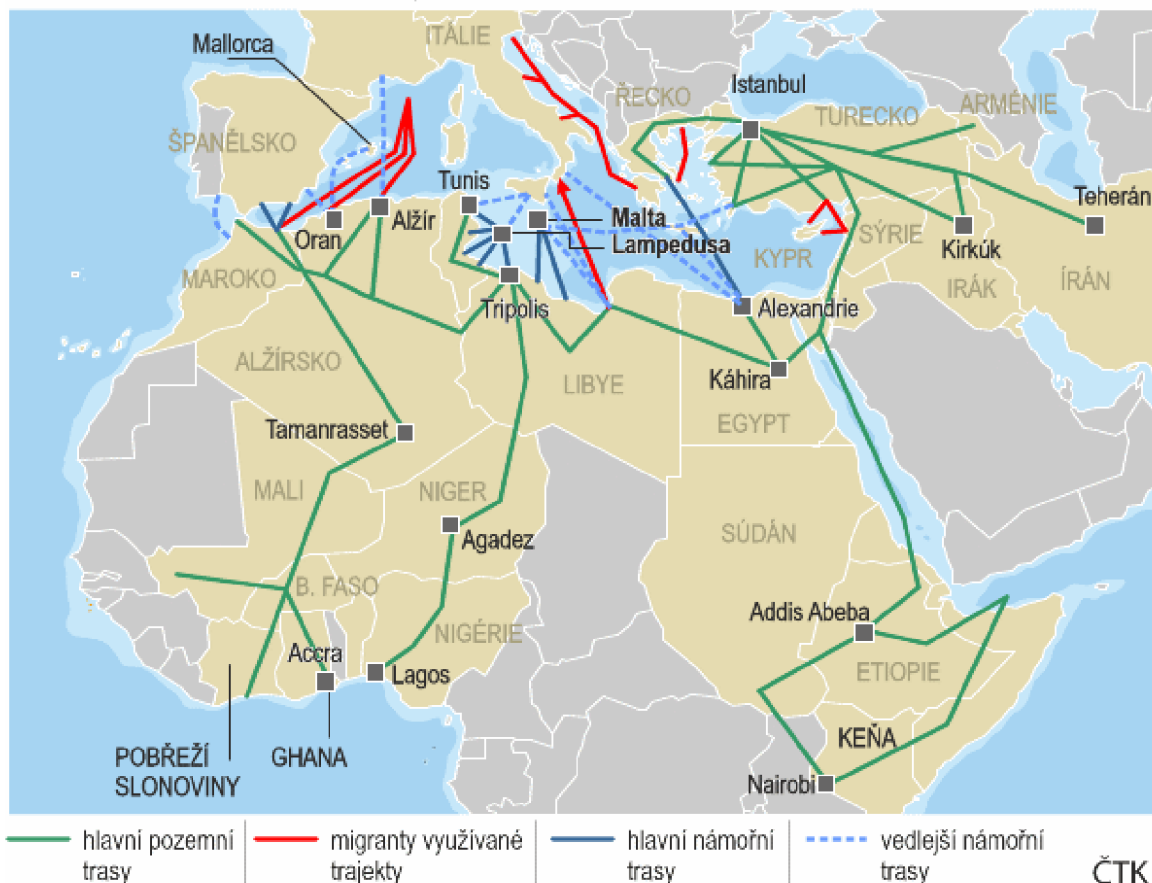 ITÁLIE
Mallorca
ŘECKO
Istanbul
TURECKO
ARMÉNIE
ŠPANĚLSKO
Tunis
Teherán
Oran
Alžír
Malta
Lampedusa
SÝRIE
Kirkúk
MAROKO
KYPR
IRÁK
ÍRÁN
Tripolis
Alexandrie
ALŽÍRSKO
LIBYE
Káhira
EGYPT
Tamanrasset
MALI
NIGER
Agadez
SÚDÁN
B. FASO
Addis Abeba
NIGÉRIE
Accra
Lagos
ETIOPIE
POBŘEŽÍ
SLONOVINY
GHANA
KEŇA
Nairobi
hlavní pozemní
trasy
migranty využívané
trajekty
hlavní námořní
trasy
vedlejší námořní
trasy
ČTK